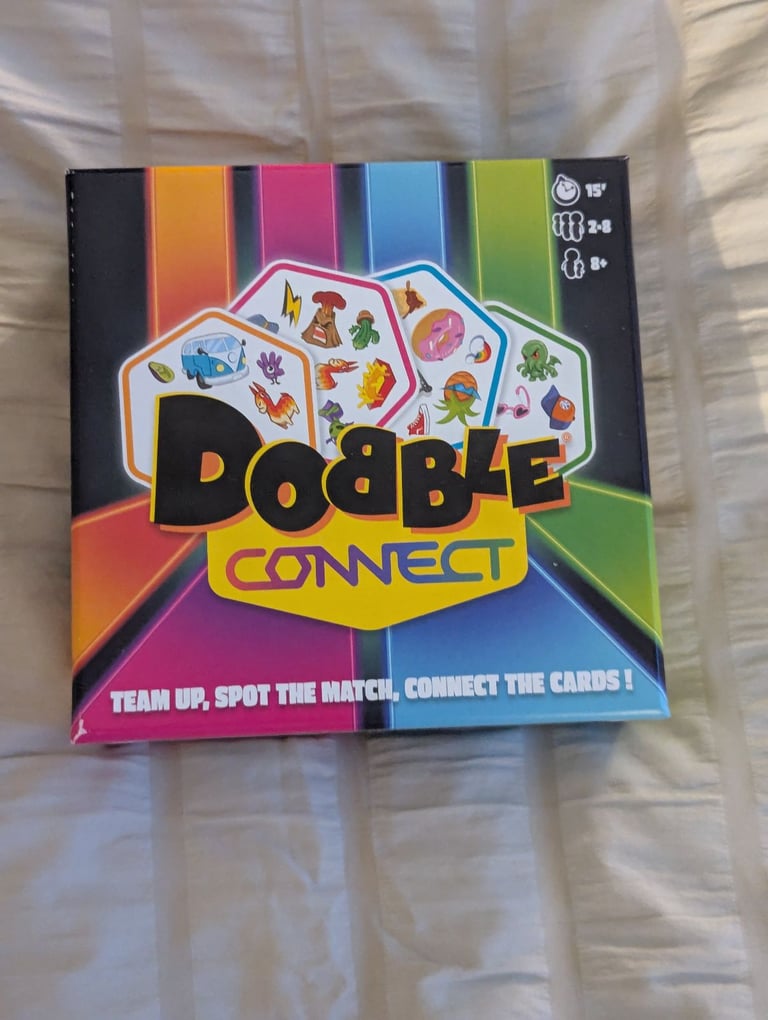 15'
2-8
8+
DOBBLE®
CONNECT
TEAM UP, SPOT THE MATCH, CONNECT THE CARDS !